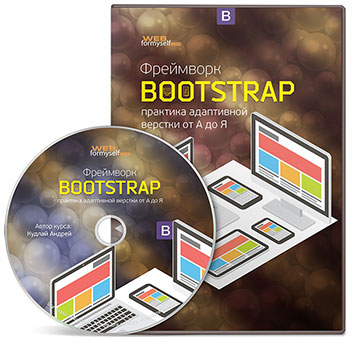 B
WEB
formyself
Фреймворк
BOOTSTRAP
практика адаптивной
верстки от А до Я
WEB
formyself
Фреймворк
BOOTSTRAP
практика адаптивной верстки от А до Я
Автор курса:
Кудлай Андрей
B